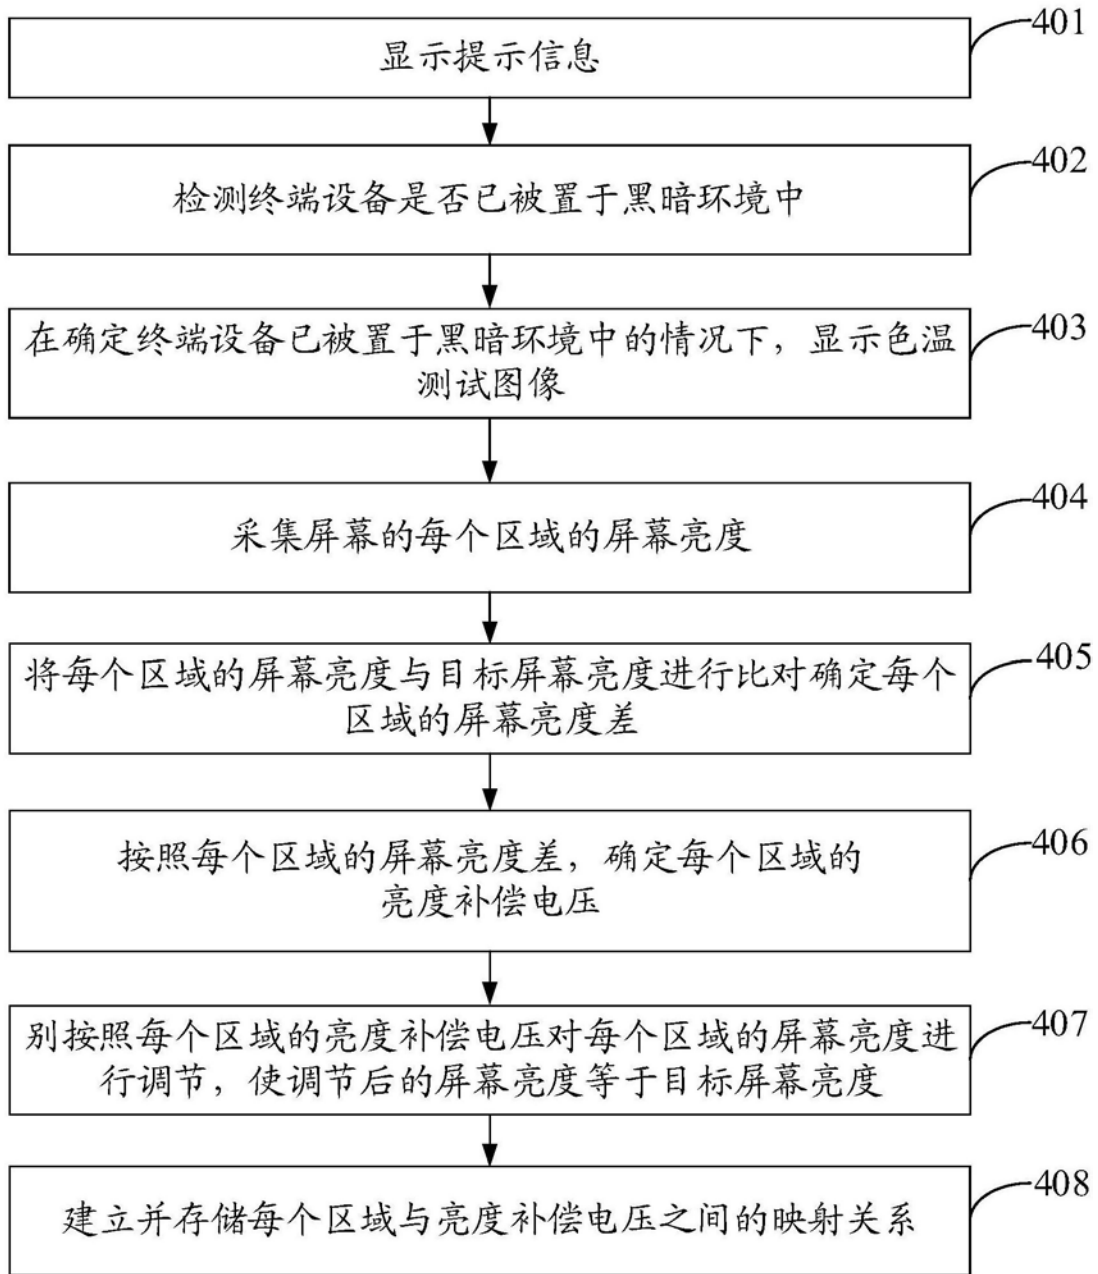 401
显示提示信息
402
检测终端设备是否已被置于黑暗环境中
403
在确定终端设备已被置于黑暗环境中的情况下，显示色温
测试图像
404
采集屏幕的每个区域的屏幕亮度
405
将每个区域的屏幕亮度与目标屏幕亮度进行比对确定每个
区域的屏幕亮度差
406
按照每个区域的屏幕亮度差，确定每个区域的
亮度补偿电压
407
别按照每个区域的亮度补偿电压对每个区域的屏幕亮度进
行调节，使调节后的屏幕亮度等于目标屏幕亮度
408
建立并存储每个区域与亮度补偿电压之间的映射关系